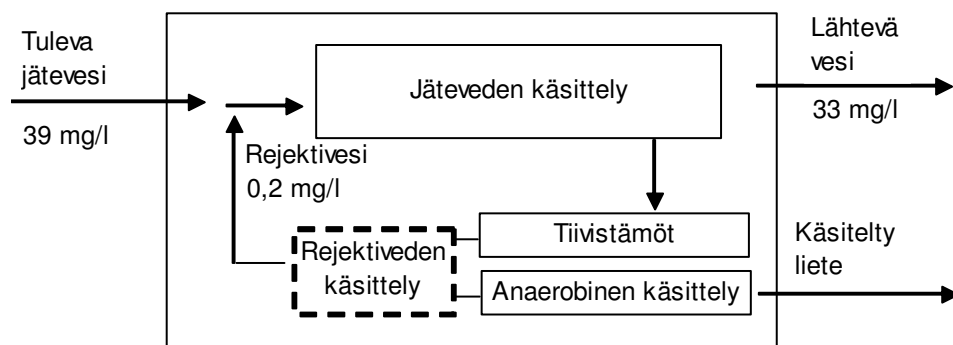 Tuleva
jätevesi
39 mg/l
Jäteveden käsittely
Lähtevä
vesi
33 mg/l
Rejektivesi
0,2 mg/l
Rejektiveden
käsittely
Tiivistämöt
Anaerobinen käsittely
Käsitelty
liete